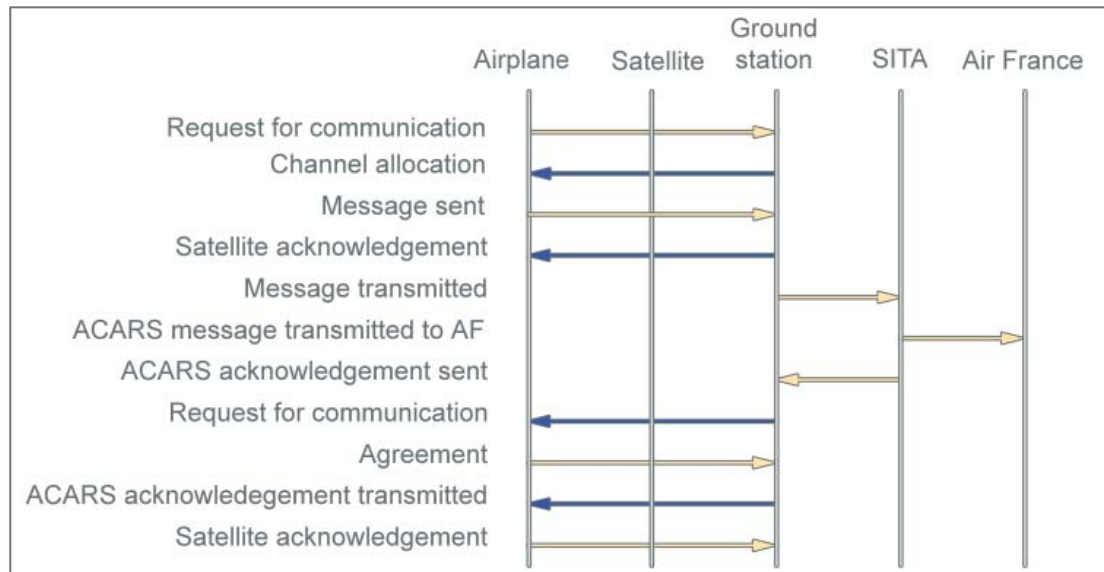 Airplane
Satellite
Ground
station
SITA
Air France
Request for communication
Channel allocation
Message sent
Satellite acknowledgement
Message transmitted
ACARS message transmitted to AF
ACARS acknowledgement sent
Request for communication
Agreement
ACARS acknowledegement transmitted
Satellite acknowledgement